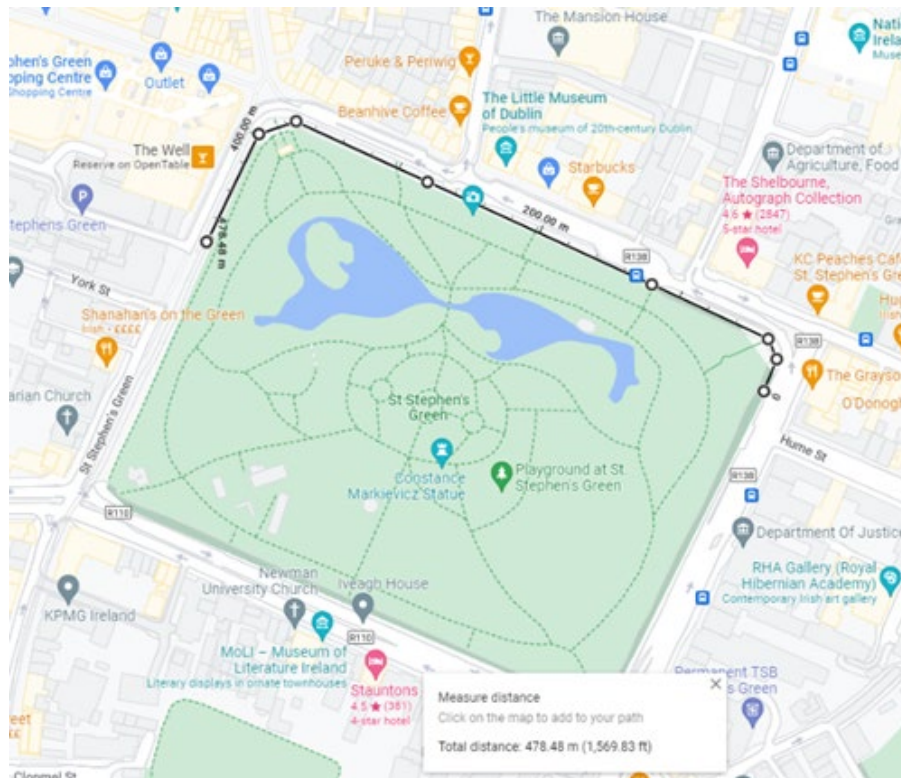 The Mansion House
Nati
Irela
Muse
phen's Green
opping Centre
Shopping Centre
Outlet
Peruke & Periwig
Beanhive Coffee
The Little Museum
of Dublin
People's museum of 20th-century Dublin
400.00 m
The Well
Reserve on OpenTable
Starbucks
Department of
Agriculture, Food
The Shelbourne,
Autograph Collection
4.6 ★ (2847)
5-star hotel
tephens Green
478.48 m
200.00 m
R138
KC Peaches Cafe
St. Stephen's Gree
York St
Shanahan's on the Green
Irish • ££££
Hug
Irish
R138
The Grayso
O'Donogh
arian Church
St Stephen's Green
St Stephen's
Green
0
Hume St
Constance
Markievicz Statue
Playground at St
Stephen's Green
R138
R110
Department Of Justice
Newman
University Church
Iveagh House
RHA Gallery (Royal
Hibernian Academy)
Contemporary Irish art gallery
KPMG Ireland
R110
MoLI – Museum of
Literature Ireland
Literary displays in ornate townhouses
Stauntons
4.5 ★ (381)
4-star hotel
Permanent TSB
s Green
Measure distance
Click on the map to add to your path
Total distance: 478.48 m (1,569.83 ft)
reet
££
Clonmel St